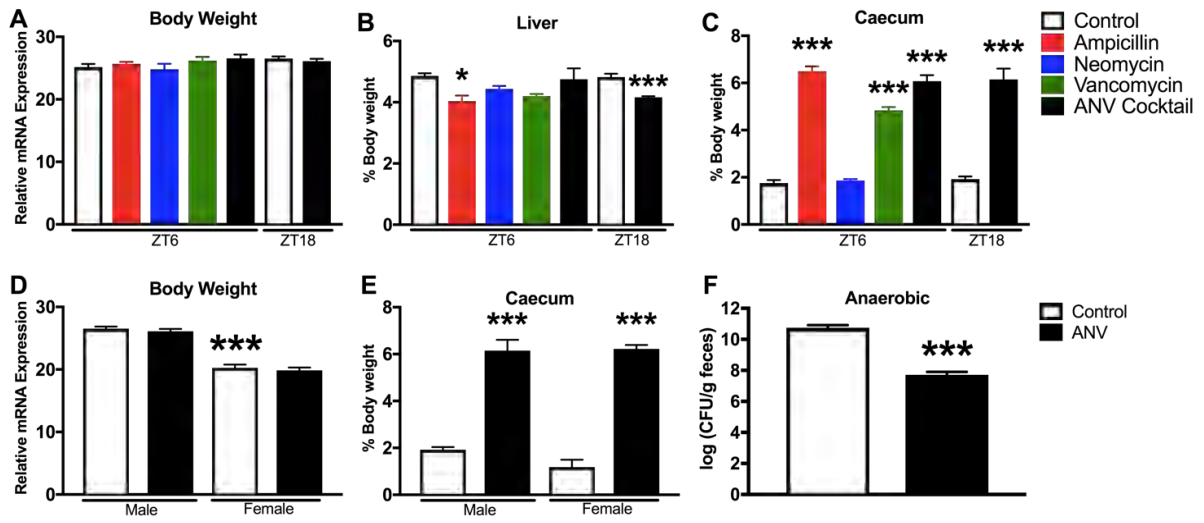 A
Body Weight
Relative mRNA Expression
30
20
10
0
ZT6
ZT18
B
Liver
% Body weight
6
4
2
0
*
***
ZT6
ZT18
C
Caecum
% Body weight
8
6
4
2
0
***
***
***
***
ZT6
ZT18
Control
Ampicillin
Neomycin
Vancomycin
ANV Cocktail
D
Body Weight
Relative mRNA Expression
30
20
10
0
***
Male
Female
E
Caecum
% Body weight
8
6
4
2
0
***
***
Male
Female
F
Anaerobic
log (CFU/g feces)
12
10
8
6
4
2
0
***
Control
ANV